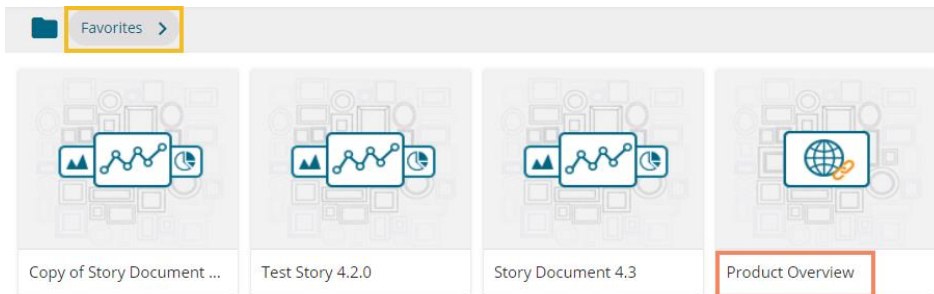 Favorites
Copy of Story Document ...
Test Story 4.2.0
Story Document 4.3
Product Overview